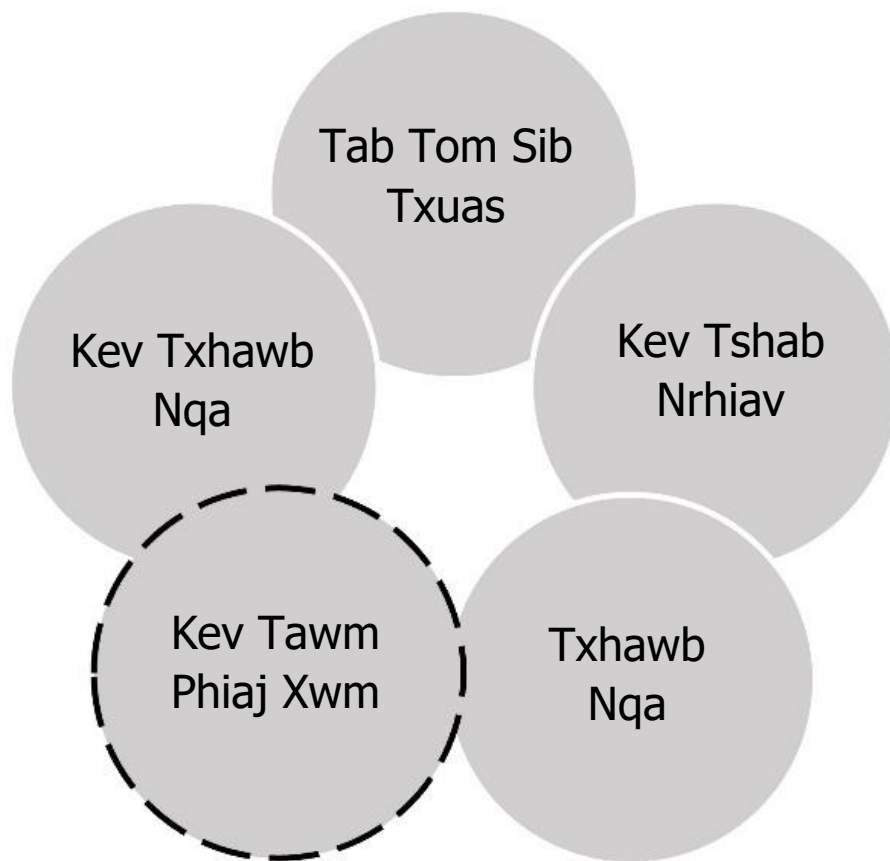 Tab Tom Sib
Txuas
Kev Txhawb
Nqa
Kev Tshab
Nrhiav
Kev Tawm
Phiaj Xwm
Txhawb
Nqa